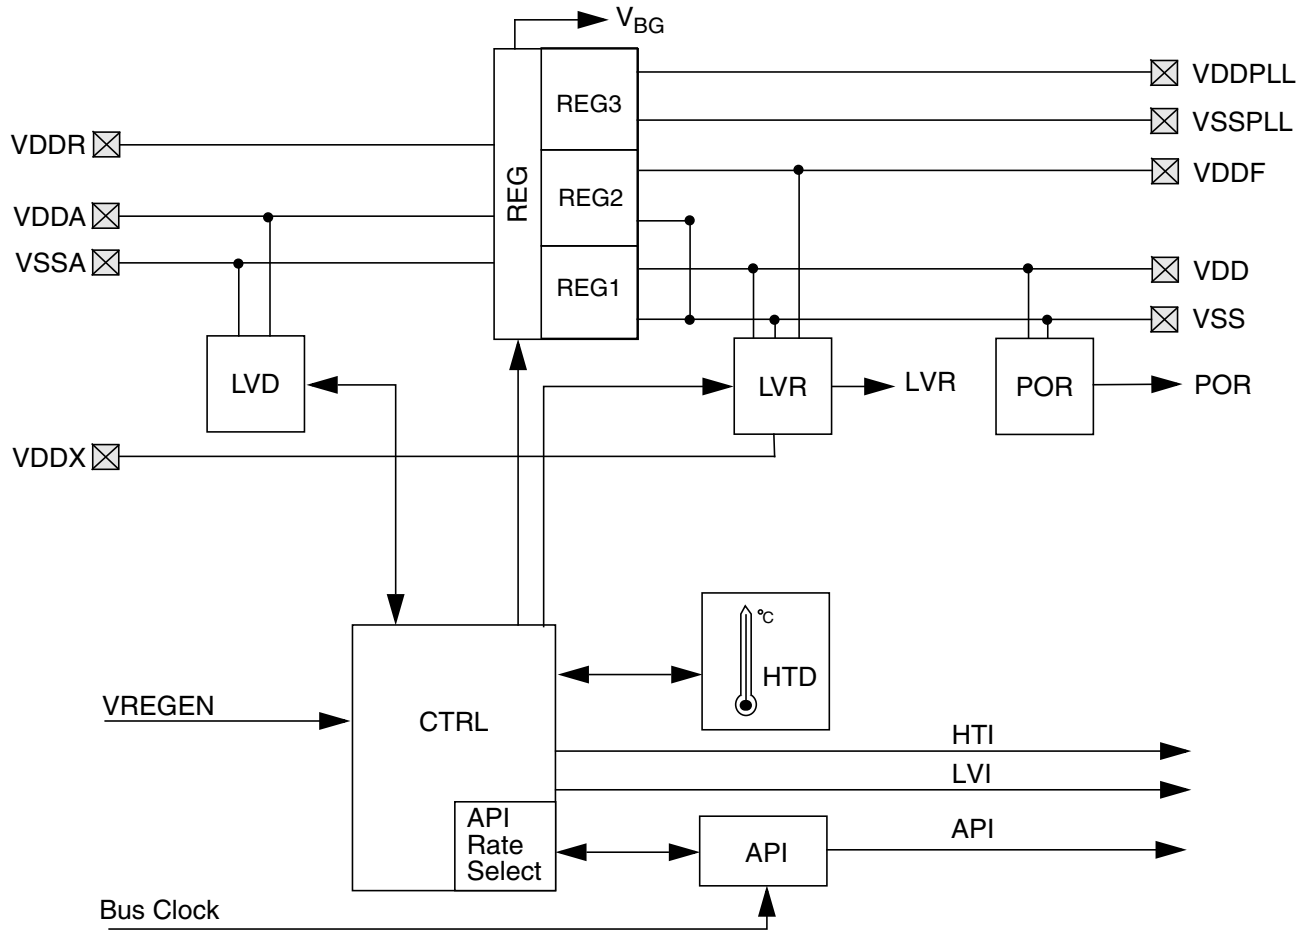 VBG
REG
REG3
REG2
REG1
VDDR
VDDA
VSSA
VDDX
VDDPLL
VSSPLL
VDDF
VDD
VSS
LVD
LVR
LVR
POR
POR
°C
HTD
VREGEN
CTRL
HTI
LVI
API
Rate
Select
API
API
Bus Clock